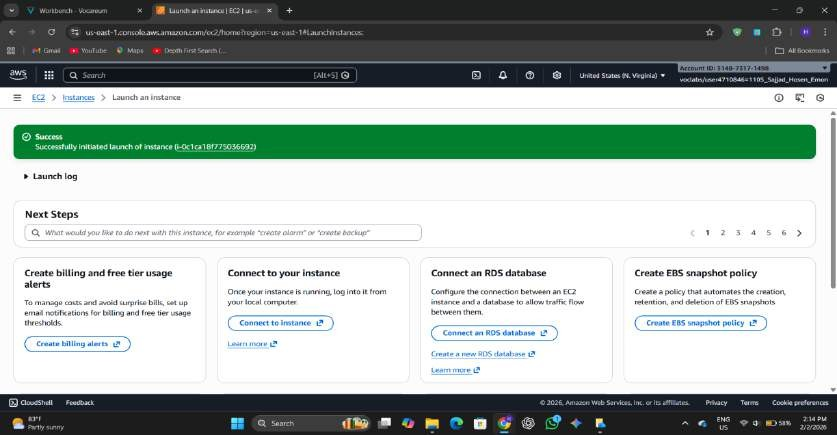 Workbench - Vocareum
Launch an instance | EC2 | us-e
us-east-1.console.aws.amazon.com/ec2/home?region=us-east-1#LaunchInstances:
Gmail
YouTube
Maps
Depth First Search (...
All Bookmarks
aws
Search
[Alt+S]
United States (N. Virginia)
Account ID: 3140-7317-1498
voclabs/user4710846=1105_Sajjad_Hosen_Emon
EC2
Instances
Launch an instance
Success
Successfully initiated launch of instance (i-0c1ca18f775036692)
Launch log
Next Steps
What would you like to do next with this instance, for example "create alarm" or "create backup"
1 2 3 4 5 6
Create billing and free tier usage
alerts
To manage costs and avoid surprise bills, set up
email notifications for billing and free tier usage
thresholds.
Create billing alerts
Connect to your instance
Once your instance is running, log into it from
your local computer.
Connect to instance
Learn more
Connect an RDS database
Configure the connection between an EC2
instance and a database to allow traffic flow
between them.
Connect an RDS database
Create a new RDS database
Learn more
Create EBS snapshot policy
Create a policy that automates the creation,
retention, and deletion of EBS snapshots
Create EBS snapshot policy
CloudShell
Feedback
© 2026, Amazon Web Services, Inc. or its affiliates.
Privacy
Terms
Cookie preferences
83°F
Partly sunny
Search
ENG
US
58%
2:14 PM
2/2/2026